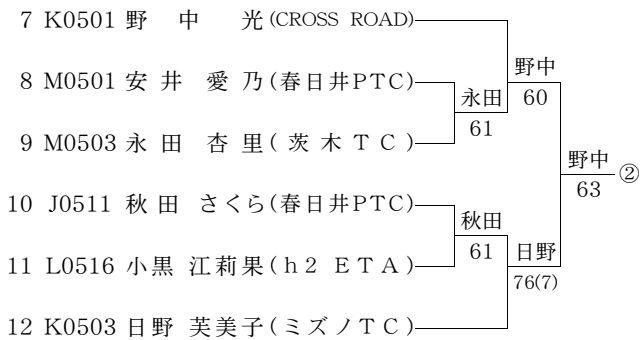 7 K0501 野 中 光 (CROSS ROAD)
野中
8 M0501 安 井 愛 乃 (春日井PTC)
永田
60
61
9 M0503 永 田 杏 里 ( 茨 木 T C )
野中
②
63
10 J0511 秋 田 さくら (春日井PTC)
秋田
61
日野
11 L0516 小黒 江莉果 ( h 2 E T A )
76(7)
12 K0503 日野 芙美子 ( ミズノ T C )